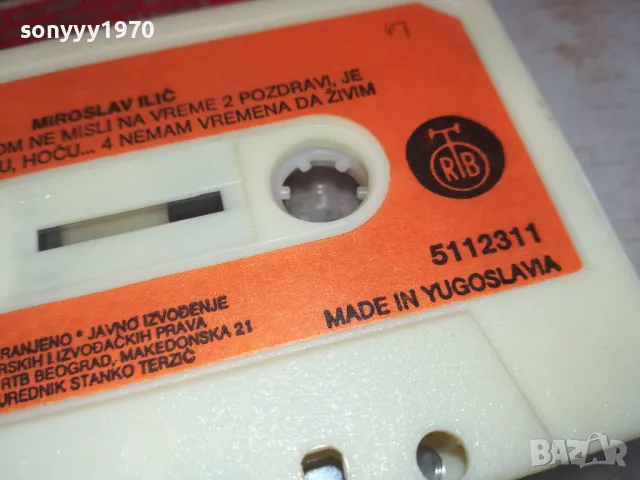 sonyyy1970
MIROSLAV ILIĆ
OM NE MISLI NA VREME 2 POZDRAVI, JE
U, HOĆU... 4 NEMAM VREMENA DA ŽIVIM
RTB
5112311
MADE IN YUGOSLAVIA
RANJENO • JAVNO IZVOĐENJE
RSKIH I IZVOĐAČKIH PRAVA
RTB BEOGRAD, MAKEDONSKA 21
UREDNIK STANKO TERZIĆ
BAZAR